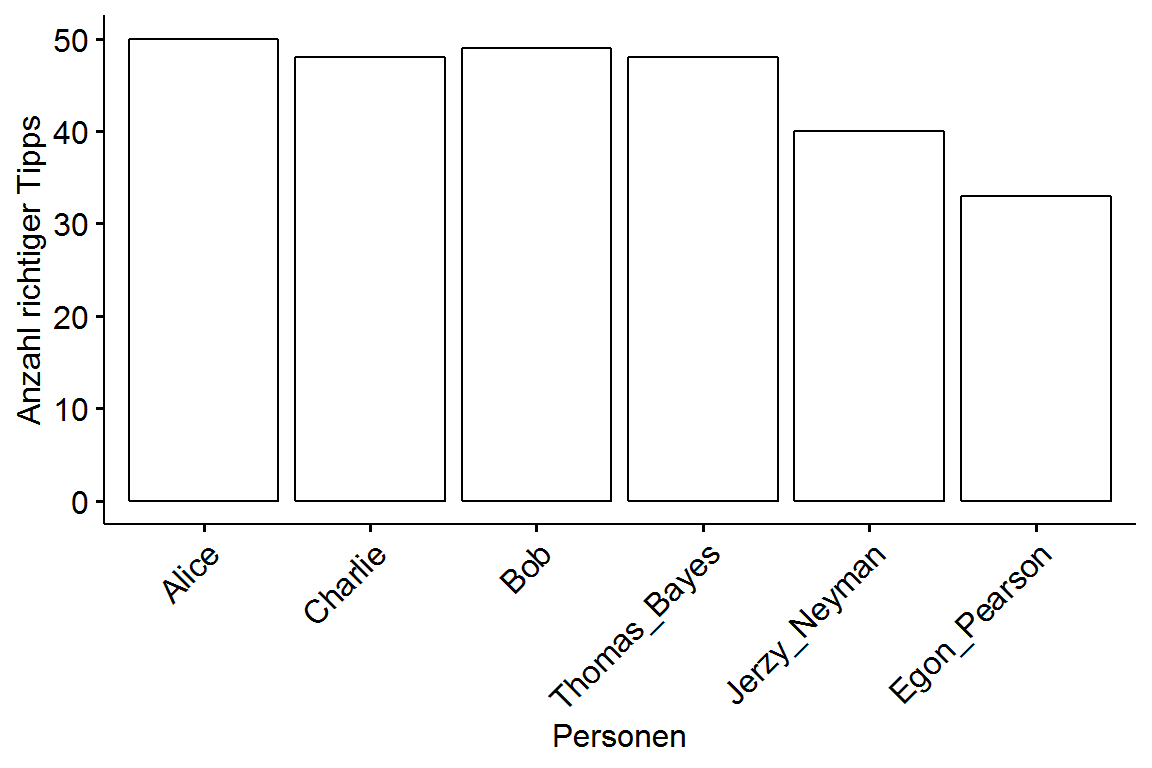 Anzahl richtiger Tipps
50
40
30
20
10
0
Alice
Charlie
Bob
Thomas_Bayes
Jerzy_Neyman
Egon_Pearson
Personen